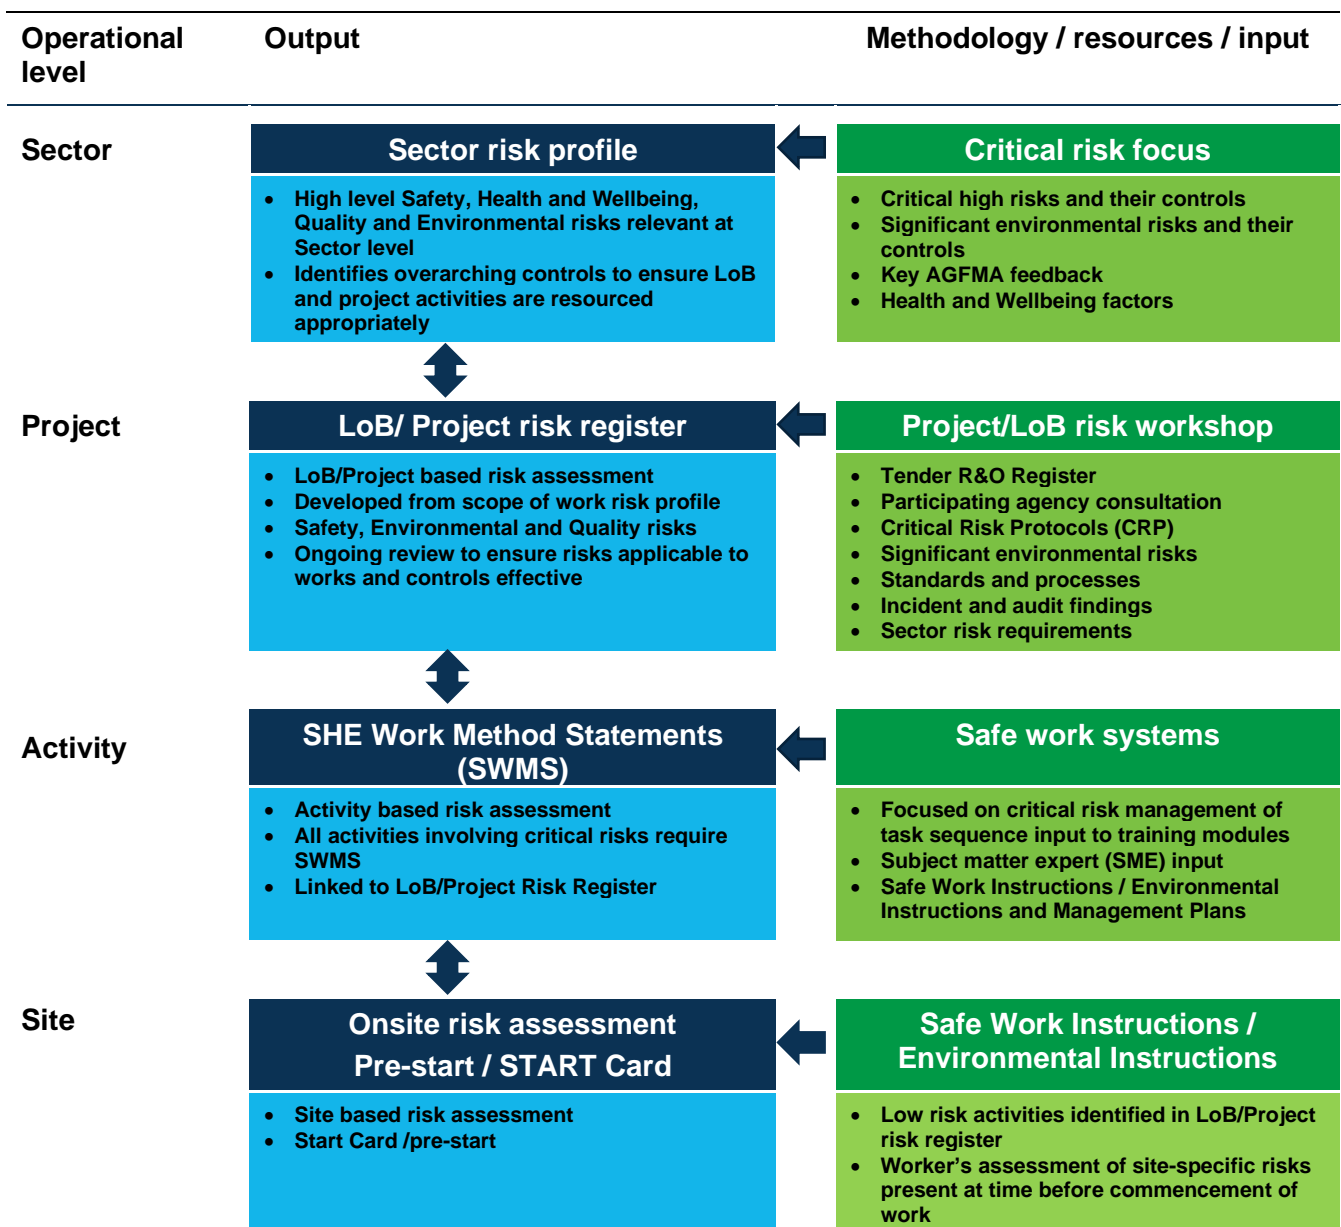 Operational
level
Output
Methodology / resources / input
Sector
Sector risk profile
• High level Safety, Health and Wellbeing,
Quality and Environmental risks relevant at
Sector level
• Identifies overarching controls to ensure LoB
and project activities are resourced
appropriately
Critical risk focus
• Critical high risks and their controls
• Significant environmental risks and their
controls
• Key AGFMA feedback
• Health and Wellbeing factors
Project
LoB/ Project risk register
• LoB/Project based risk assessment
• Developed from scope of work risk profile
• Safety, Environmental and Quality risks
• Ongoing review to ensure risks applicable to
works and controls effective
Project/LoB risk workshop
• Tender R&O Register
• Participating agency consultation
• Critical Risk Protocols (CRP)
• Significant environmental risks
• Standards and processes
• Incident and audit findings
• Sector risk requirements
Activity
SHE Work Method Statements
(SWMS)
• Activity based risk assessment
• All activities involving critical risks require
SWMS
• Linked to LoB/Project Risk Register
Safe work systems
• Focused on critical risk management of
task sequence input to training modules
• Subject matter expert (SME) input
• Safe Work Instructions / Environmental
Instructions and Management Plans
Site
Onsite risk assessment
Pre-start / START Card
• Site based risk assessment
• Start Card /pre-start
Safe Work Instructions /
Environmental Instructions
• Low risk activities identified in LoB/Project
risk register
• Worker's assessment of site-specific risks
present at time before commencement of
work